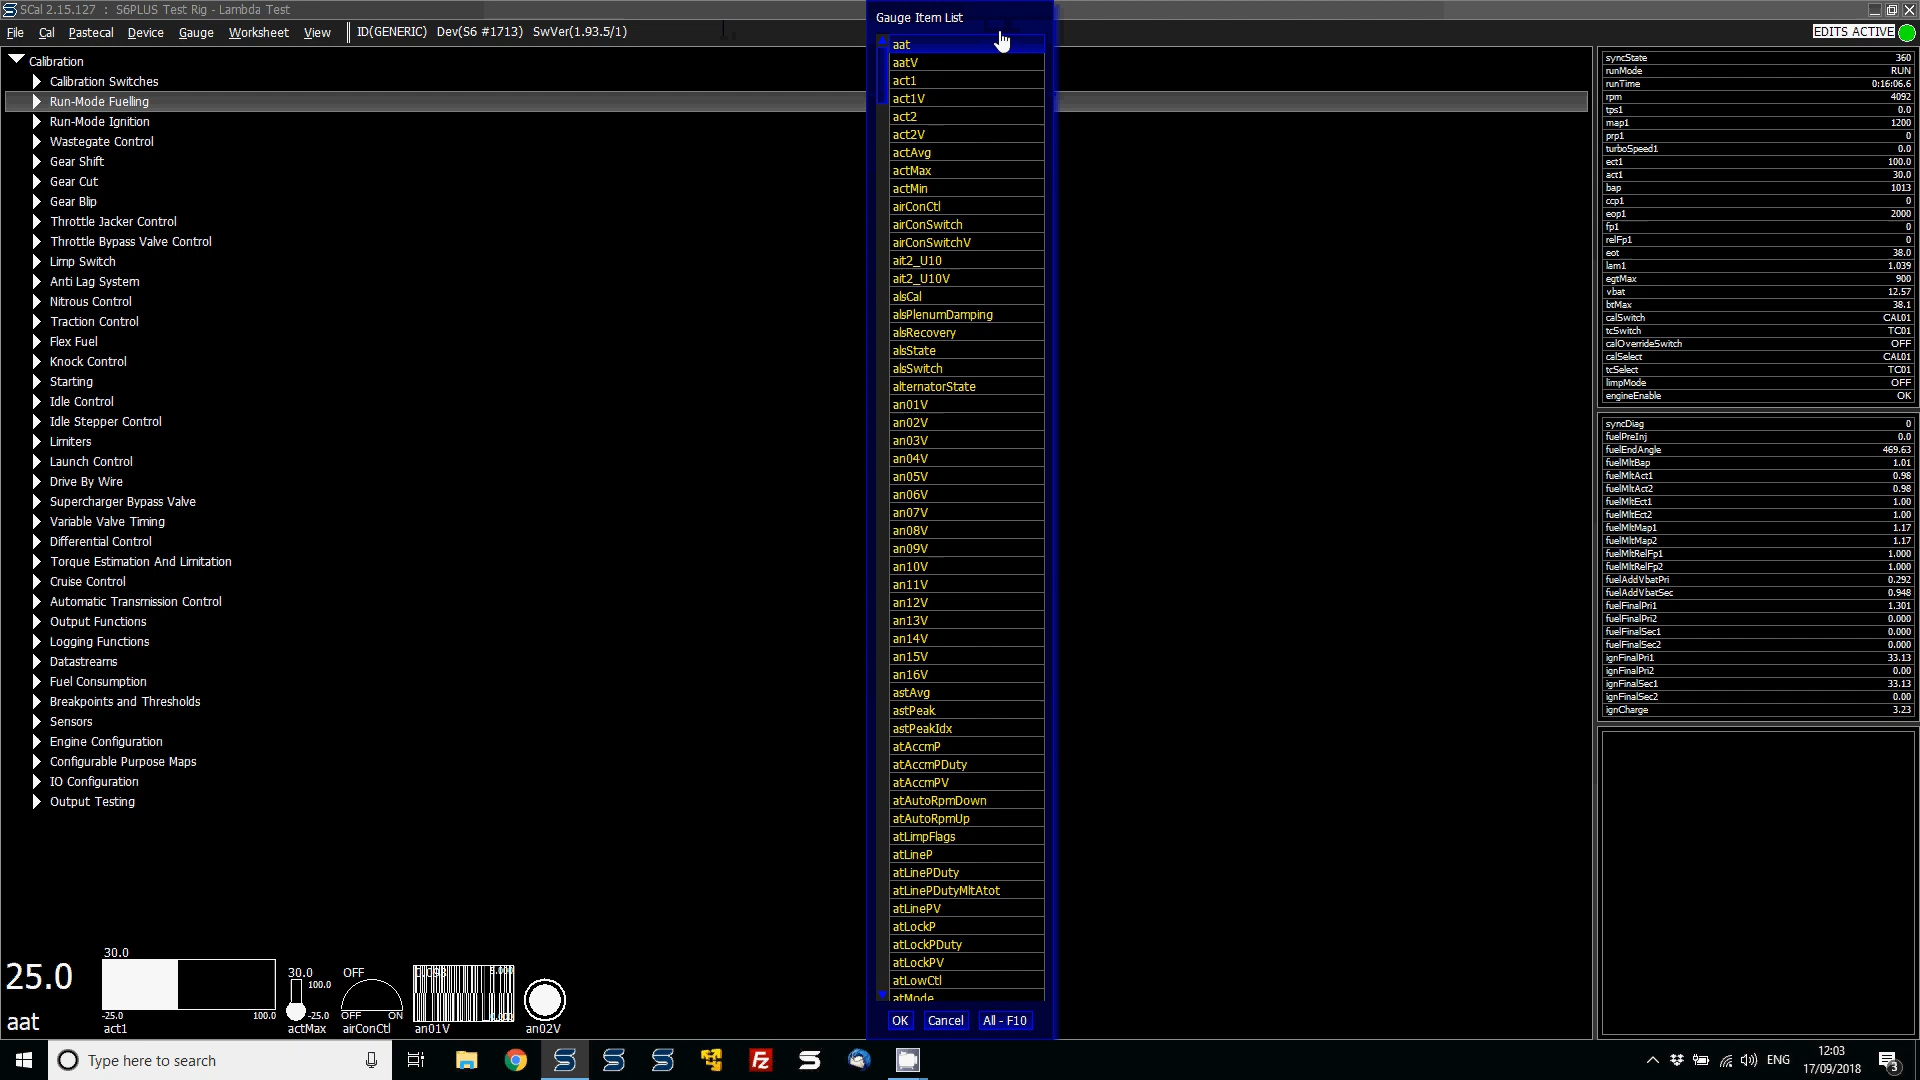 SCal 2.15.127 : S6PLUS Test Rig - Lambda Test
File Cal Pastecal Device Gauge Worksheet View ID(GENERIC) Dev(S6 #1713) SwVer(1.93.5/1)
EDITS ACTIVE
Calibration
Calibration Switches
Run-Mode Fuelling
Run-Mode Ignition
Wastegate Control
Gear Shift
Gear Cut
Gear Blip
Throttle Jacker Control
Throttle Bypass Valve Control
Limp Switch
Anti Lag System
Nitrous Control
Traction Control
Flex Fuel
Knock Control
Starting
Idle Control
Idle Stepper Control
Limiters
Launch Control
Drive By Wire
Supercharger Bypass Valve
Variable Valve Timing
Differential Control
Torque Estimation And Limitation
Cruise Control
Automatic Transmission Control
Output Functions
Logging Functions
Datastreams
Fuel Consumption
Breakpoints and Thresholds
Sensors
Engine Configuration
Configurable Purpose Maps
IO Configuration
Output Testing
Gauge Item List
aat
aatV
act1
act1V
act2
act2V
actAvg
actMax
actMin
airConCtl
airConSwitch
airConSwitchV
ait2_U10
ait2_U10V
alsCal
alsPlenumDamping
alsRecovery
alsState
alsSwitch
alternatorState
an01V
an02V
an03V
an04V
an05V
an06V
an07V
an08V
an09V
an10V
an11V
an12V
an13V
an14V
an15V
an16V
astAvg
astPeak
astPeakIdx
atAccmP
atAccmPDuty
atAccmPV
atAutoRpmDown
atAutoRpmUp
atLimpFlags
atLineP
atLinePDuty
atLinePDutyMltAtot
atLinePV
atLockP
atLockPDuty
atLockPV
atLowCtl
atMode
OK Cancel All - F10
syncState 360
runMode RUN
runTime 0:16:06.6
rpm 4092
tps1 0.0
map1 1200
prp1 0
turboSpeed1 0.0
ect1 100.0
act1 30.0
bap 1013
ccp1 0
eop1 2000
fp1 0
relFp1 0
eot 38.0
lam1 1.039
egtMax 900
vbat 12.57
btMax 38.1
calSwitch CAL01
tcSwitch TC01
calOverrideSwitch OFF
calSelect CAL01
tcSelect TC01
limpMode OFF
engineEnable OK
syncDiag 0
fuelPreInj 0.0
fuelEndAngle 469.63
fuelMltBap 1.01
fuelMltAct1 0.98
fuelMltAct2 0.98
fuelMltEct1 1.00
fuelMltEct2 1.00
fuelMltMap1 1.17
fuelMltMap2 1.17
fuelMltRelFp1 1.000
fuelMltRelFp2 1.000
fuelAddVbatPri 0.292
fuelAddVbatSec 0.948
fuelFinalPri1 1.301
fuelFinalPri2 0.000
fuelFinalSec1 0.000
fuelFinalSec2 0.000
ignFinalPri1 33.13
ignFinalPri2 0.00
ignFinalSec1 33.13
ignFinalSec2 0.00
ignCharge 3.23
25.0
aat
30.0
-25.0 100.0
act1
30.0
100.0
-25.0
actMax
OFF
OFF ON
airConCtl
an01V
an02V
Type here to search
ENG
12:03
17/09/2018
3